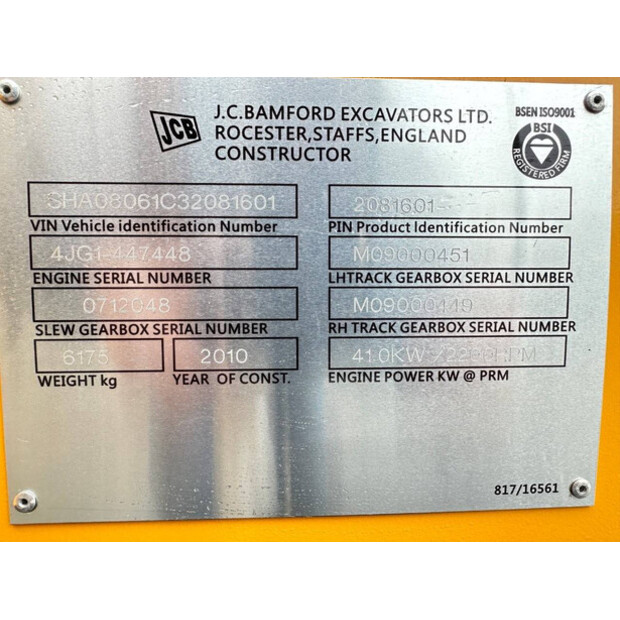 JCB
J.C.BAMFORD EXCAVATORS LTD.
ROCESTER,STAFFS,ENGLAND
CONSTRUCTOR
BSEN ISO9001
BSI
REGISTERED FIRM
SHA08061C32081601
2081601
VIN Vehicle identification Number
PIN Product Identification Number
4JG1-447448
M09000451
ENGINE SERIAL NUMBER
LHTRACK GEARBOX SERIAL NUMBER
0712048
M09000449
SLEW GEARBOX SERIAL NUMBER
RH TRACK GEARBOX SERIAL NUMBER
6175
2010
41.0KW
WEIGHT kg
YEAR OF CONST.
ENGINE POWER KW @ PRM
817/16561